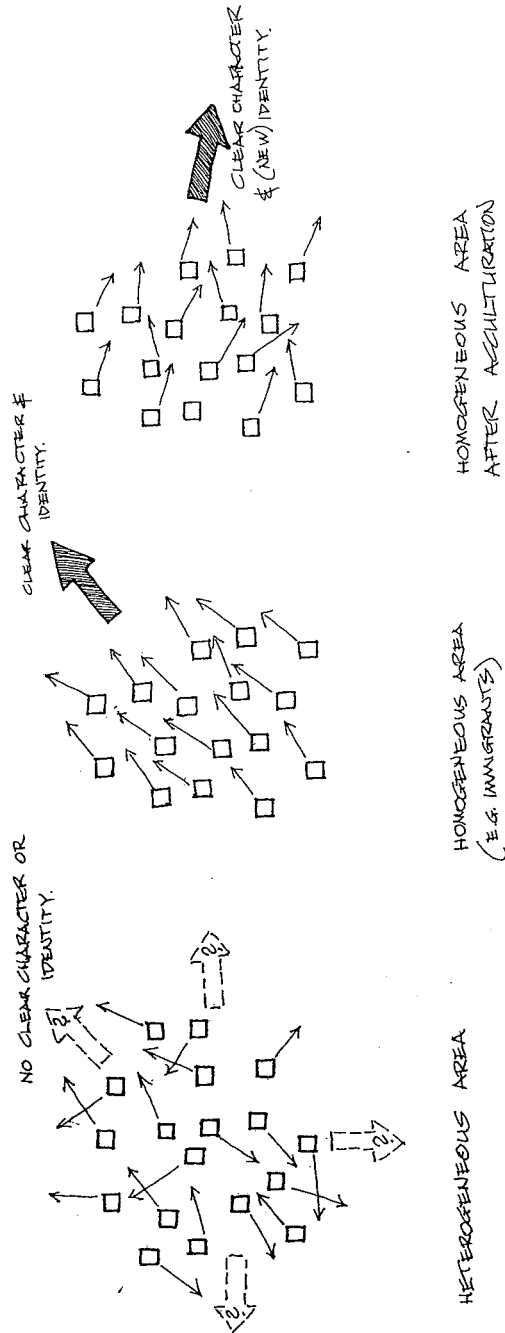 NO CLEAR CHARACTER OR
IDENTITY.
?
?
?
?
HETEROGENEOUS AREA
CLEAR CHARACTER &
IDENTITY.
HOMOGENEOUS AREA
(E.G. IMMIGRANTS)
CLEAR CHARACTER
& (NEW) IDENTITY.
HOMOGENEOUS AREA
AFTER ACCULTURATION